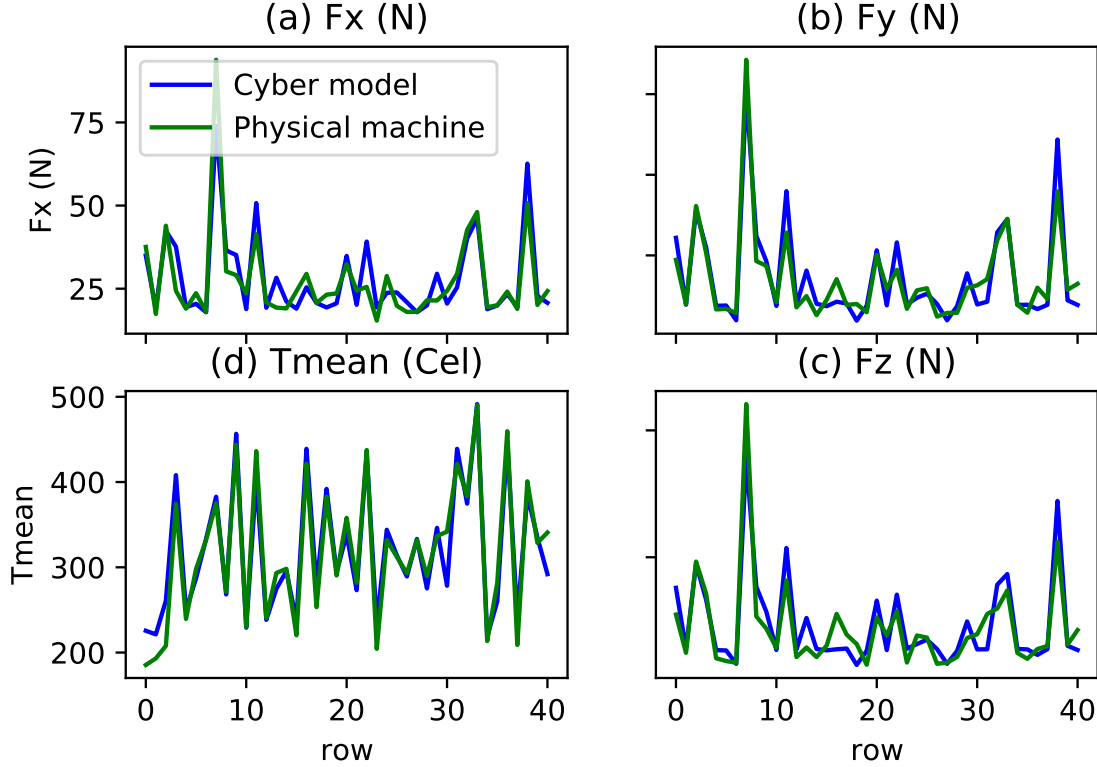 (a) Fx (N)
(b) Fy (N)
Cyber model
Physical machine
75
50
25
Fx (N)
(d) Tmean (Cel)
(c) Fz (N)
500
400
300
200
Tmean
0 10 20 30 40
0 10 20 30 40
row
row